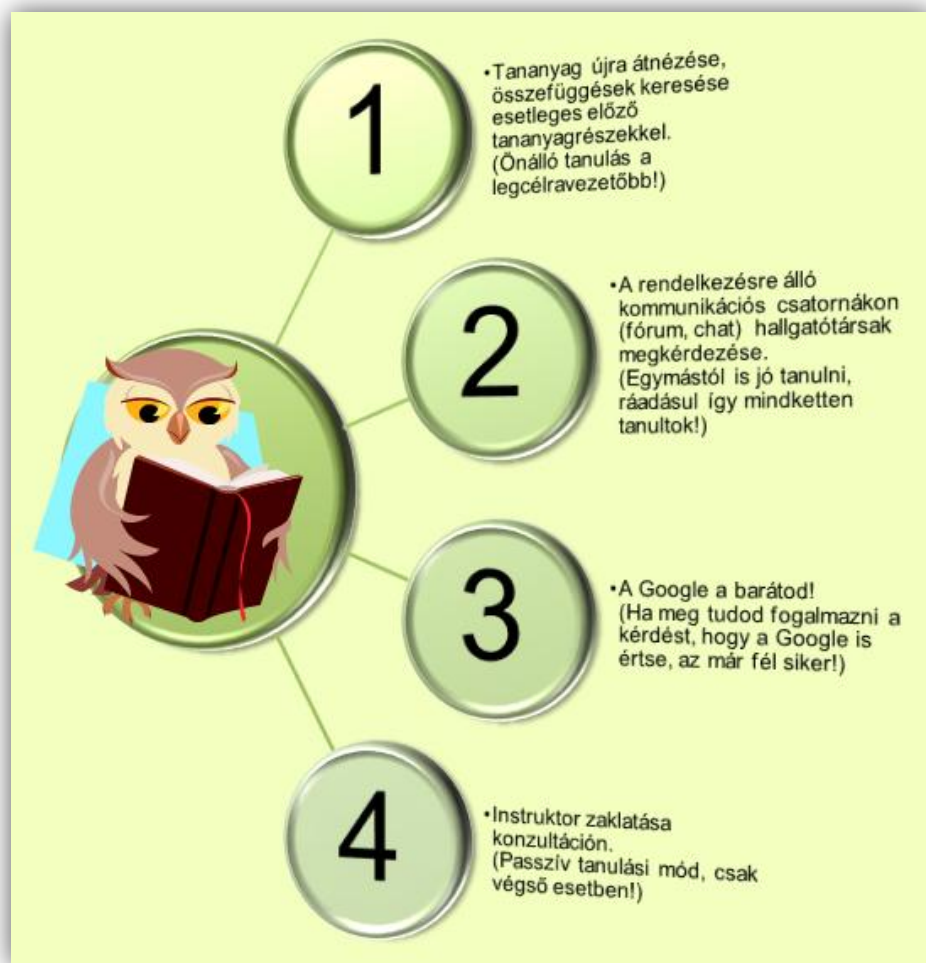 1
•Tananyag újra átnézése,
összefüggések keresése
esetleges előző
tananyagrészekkel.
(Önálló tanulás a
legcélravezetőbb!)
2
•A rendelkezésre álló
kommunikációs csatornákon
(fórum, chat) hallgatótársak
megkérdezése.
(Egymástól is jó tanulni,
ráadásul így mindketten
tanultok!)
3
•A Google a barátod!
(Ha meg tudod fogalmazni a
kérdést, hogy a Google is
értse, az már fél siker!)
4
•Instruktor zaklatása
konzultáción.
(Passzív tanulási mód, csak
végső esetben!)